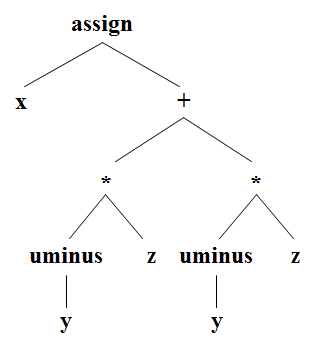 assign
x +
* *
uminus z uminus z
y y